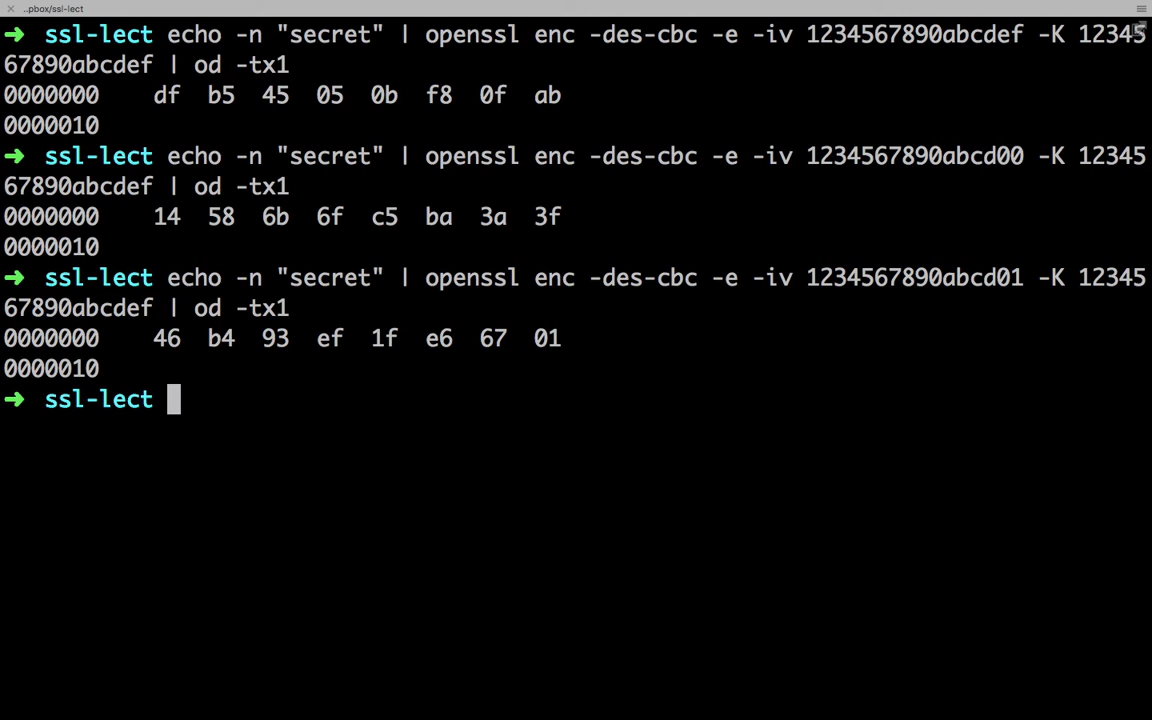 ..pbox/ssl-lect
➜ ssl-lect echo -n "secret" | openssl enc -des-cbc -e -iv 1234567890abcdef -K 12345
67890abcdef | od -tx1
0000000 df b5 45 05 0b f8 0f ab
0000010
➜ ssl-lect echo -n "secret" | openssl enc -des-cbc -e -iv 1234567890abcd00 -K 12345
67890abcdef | od -tx1
0000000 14 58 6b 6f c5 ba 3a 3f
0000010
➜ ssl-lect echo -n "secret" | openssl enc -des-cbc -e -iv 1234567890abcd01 -K 12345
67890abcdef | od -tx1
0000000 46 b4 93 ef 1f e6 67 01
0000010
➜ ssl-lect